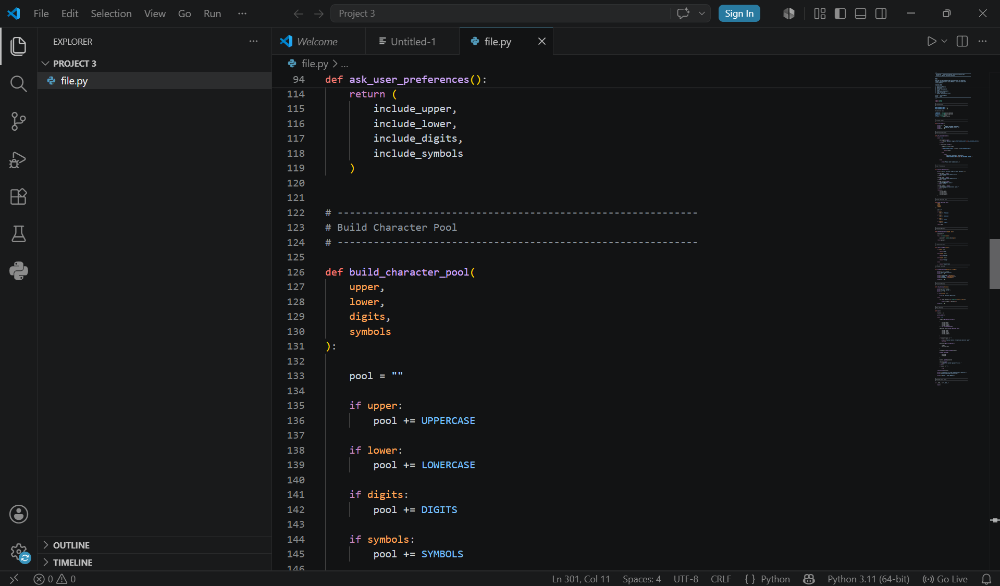 File Edit Selection View Go Run ···
Project 3
Sign In
EXPLORER
PROJECT 3
file.py
OUTLINE
TIMELINE
Welcome
Untitled-1
file.py
file.py > ...
94 def ask_user_preferences():
114 return (
115 include_upper,
116 include_lower,
117 include_digits,
118 include_symbols
119 )
120
121
122 # ------------------------------------------------------------
123 # Build Character Pool
124 # ------------------------------------------------------------
125
126 def build_character_pool(
127 upper,
128 lower,
129 digits,
130 symbols
131 ):
132
133 pool = ""
134
135 if upper:
136 pool += UPPERCASE
137
138 if lower:
139 pool += LOWERCASE
140
141 if digits:
142 pool += DIGITS
143
144 if symbols:
145 pool += SYMBOLS
146
0 0
Ln 301, Col 11 Spaces: 4 UTF-8 CRLF { } Python Python 3.11 (64-bit) Go Live